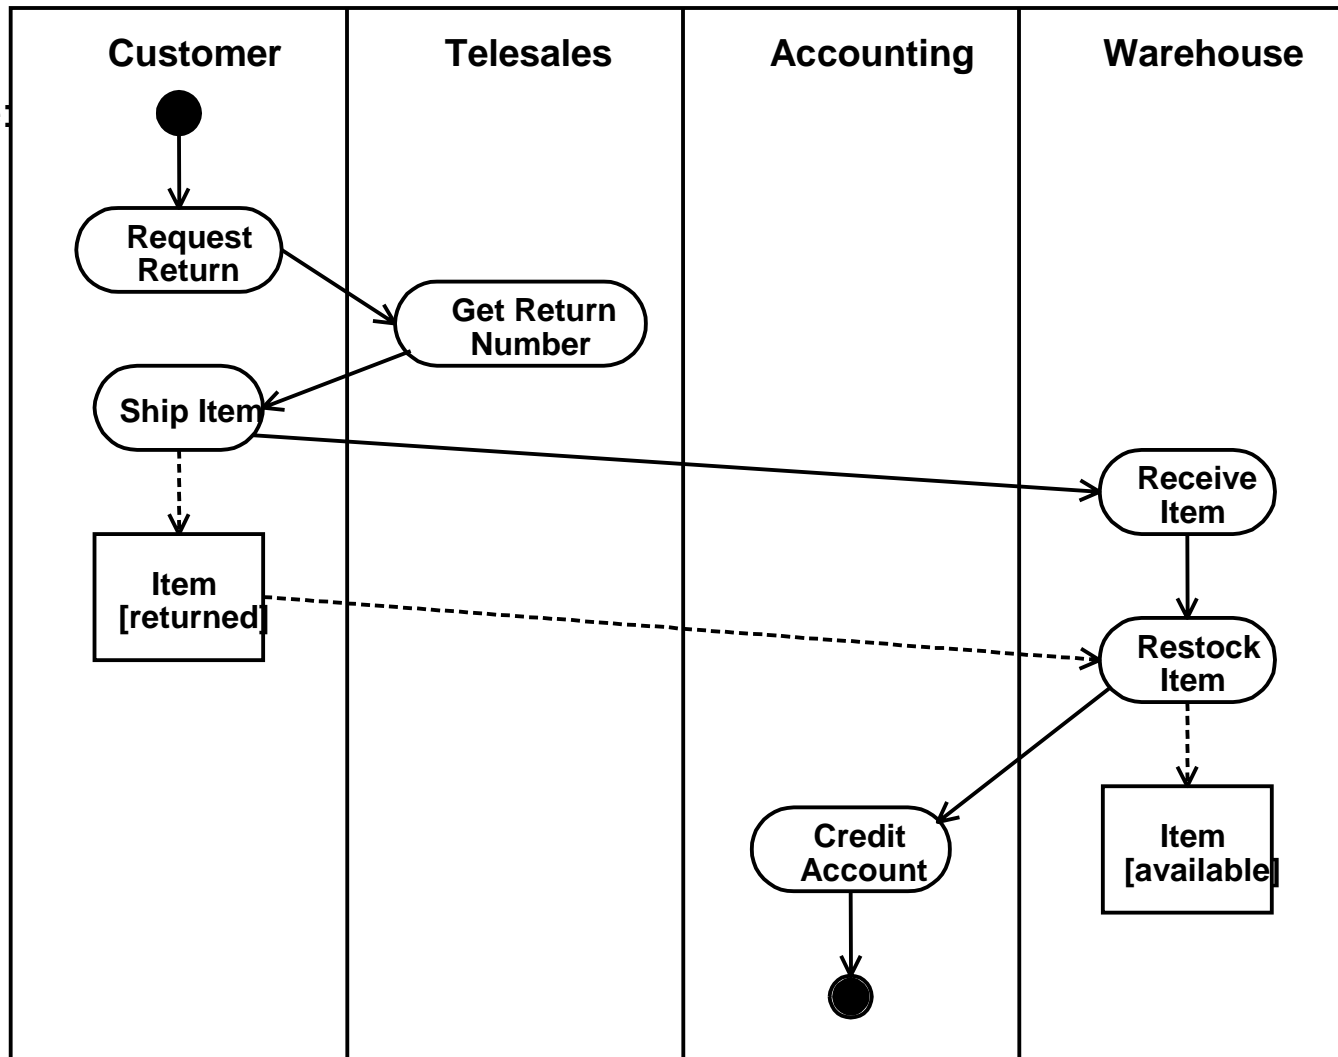 Customer
Telesales
Accounting
Warehouse
:
Request
Return
Get Return
Number
Ship Item
Receive
Item
Item
[returned]
Restock
Item
Credit
Account
Item
[available]